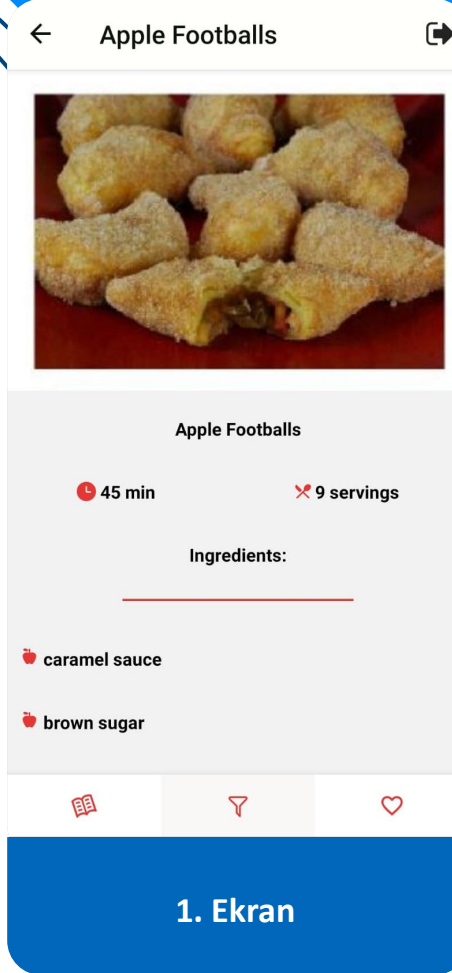 Apple Footballs
Apple Footballs
45 min
9 servings
Ingredients:
caramel sauce
brown sugar
1. Ekran